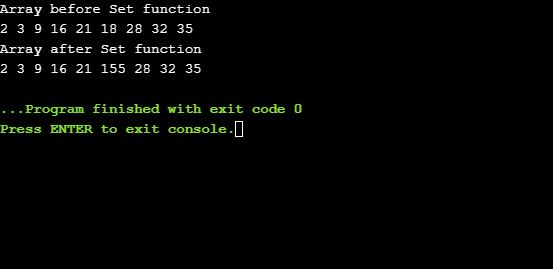 Array before Set function
2 3 9 16 21 18 28 32 35
Array after Set function
2 3 9 16 21 155 28 32 35
...Program finished with exit code 0
Press ENTER to exit console.